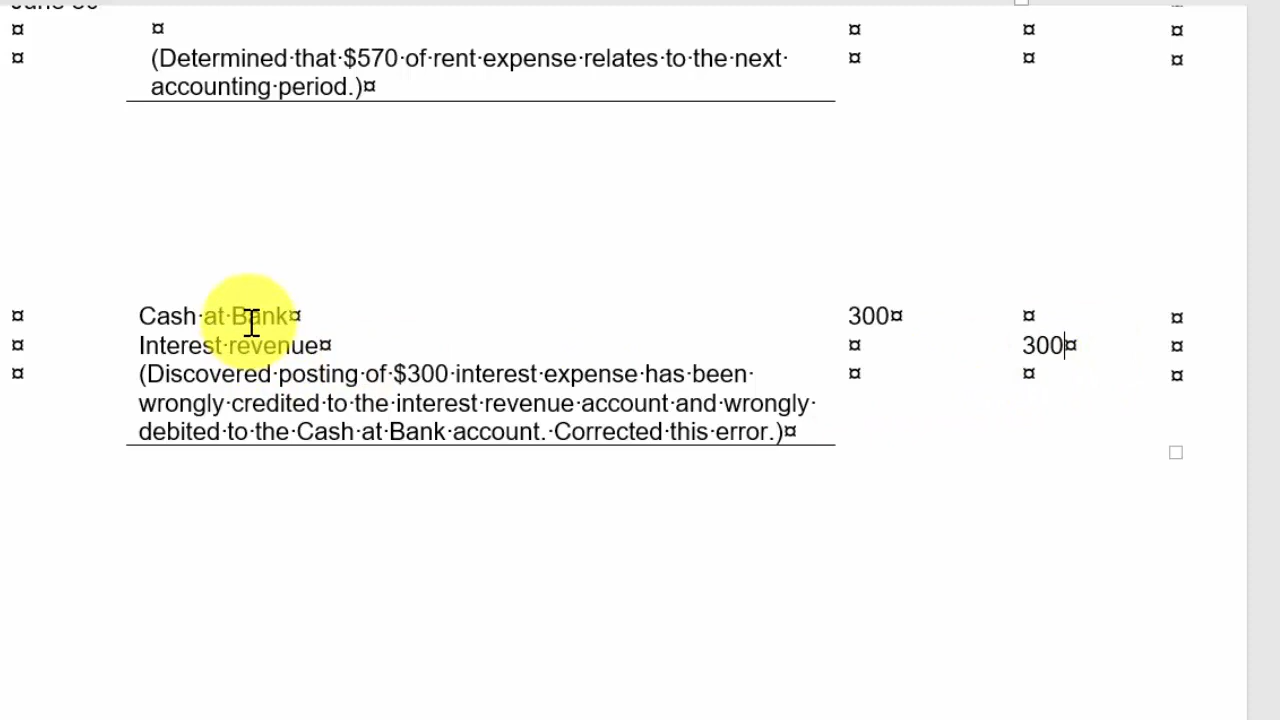 (Determined that $570 of rent expense relates to the next
accounting period.)
Cash at Bank 300
Interest revenue 300
(Discovered posting of $300 interest expense has been
wrongly credited to the interest revenue account and wrongly
debited to the Cash at Bank account. Corrected this error.)